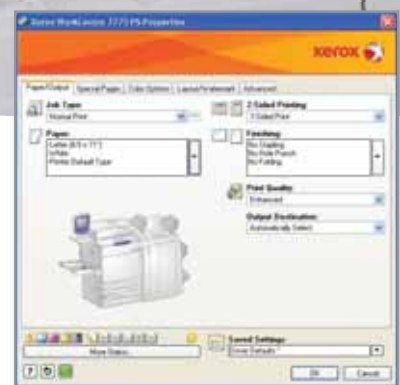 Xerox WorkCentre 7775 PS Properties
xerox
Paper/Output Special Pages Color Options Layout/Watermark Advanced
Job Type:
Normal Print
2-Sided Printing
1-Sided Print
Paper:
Letter (8.5 x 11")
White
Printer Default Type
Finishing:
No Stapling
No Hole Punch
No Folding
Print Quality
Enhanced
Output Destination:
Automatically Select
More Status...
Saved Settings:
Driver Defaults *
?
OK Cancel